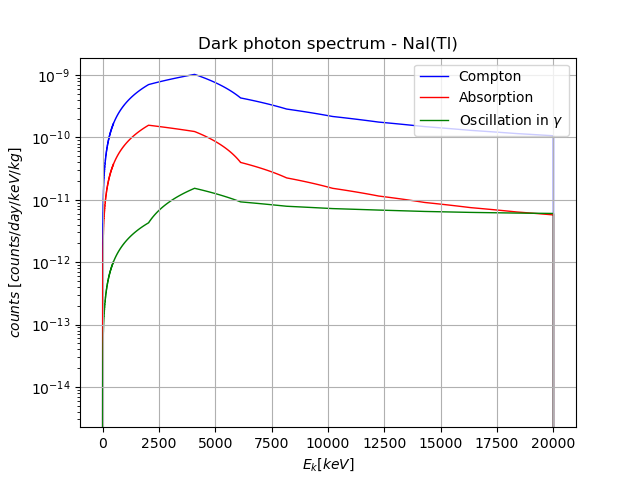 Dark photon spectrum - NaI(Tl)
Compton
Absorption
Oscillation in γ
counts [counts/day/keV/kg]
10⁻⁹
10⁻¹⁰
10⁻¹¹
10⁻¹²
10⁻¹³
10⁻¹⁴
0 2500 5000 7500 10000 12500 15000 17500 20000
E_k[keV]